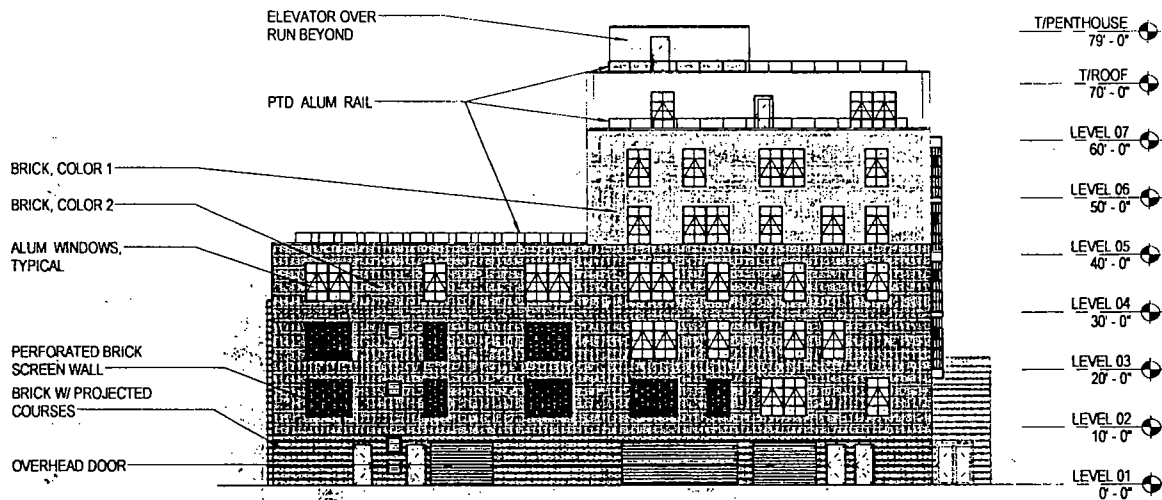 ELEVATOR OVER
RUN BEYOND
PTD ALUM RAIL
BRICK, COLOR 1
BRICK, COLOR 2
ALUM WINDOWS,
TYPICAL
PERFORATED BRICK
SCREEN WALL
BRICK W/ PROJECTED
COURSES
OVERHEAD DOOR
T/PENTHOUSE
79' - 0"
T/ROOF
70' - 0"
LEVEL 07
60' - 0"
LEVEL 06
50' - 0"
LEVEL 05
40' - 0"
LEVEL 04
30' - 0"
LEVEL 03
20' - 0"
LEVEL 02
10' - 0"
LEVEL 01
0' - 0"